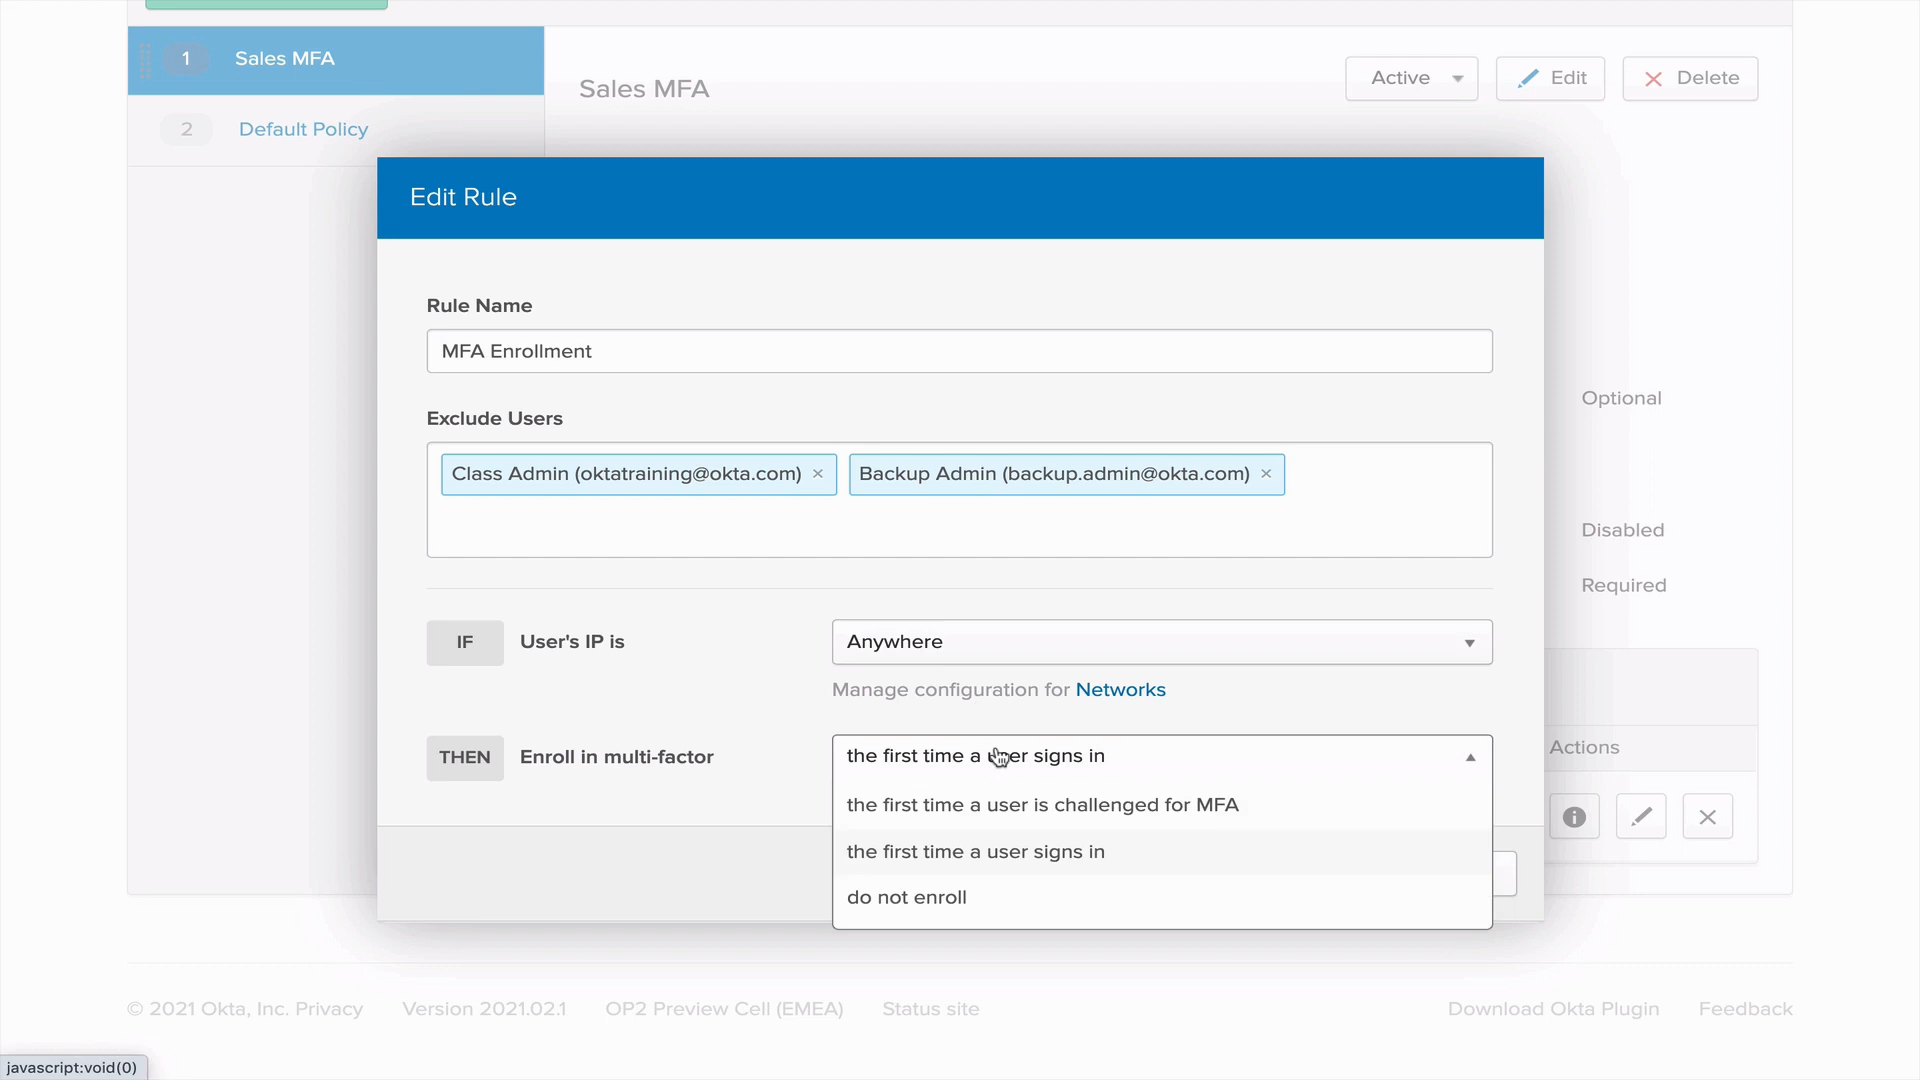 1 Sales MFA
Sales MFA
Active
Edit
Delete
2 Default Policy
Edit Rule
Rule Name
MFA Enrollment
Optional
Exclude Users
Class Admin (oktatraining@okta.com) × Backup Admin (backup.admin@okta.com) ×
Disabled
Required
IF User's IP is Anywhere
Manage configuration for Networks
THEN Enroll in multi-factor the first time a user signs in
Actions
the first time a user is challenged for MFA
the first time a user signs in
do not enroll
© 2021 Okta, Inc. Privacy Version 2021.02.1 OP2 Preview Cell (EMEA) Status site Download Okta Plugin Feedback
javascript:void(0)